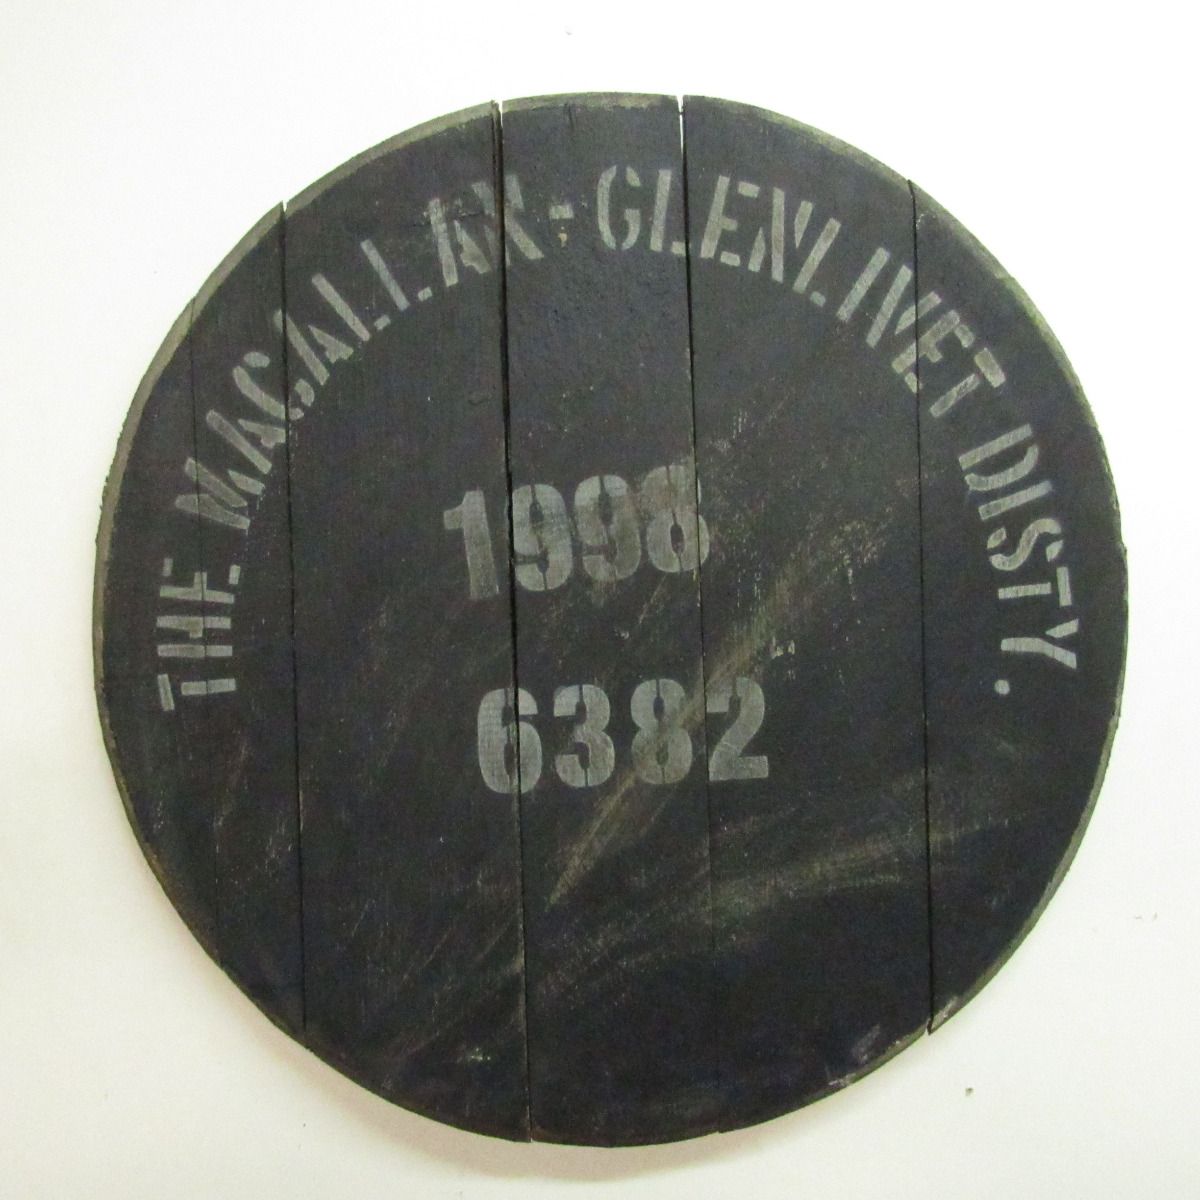 THE MACALLAN-GLENLIVET DISTY.
1998
6382